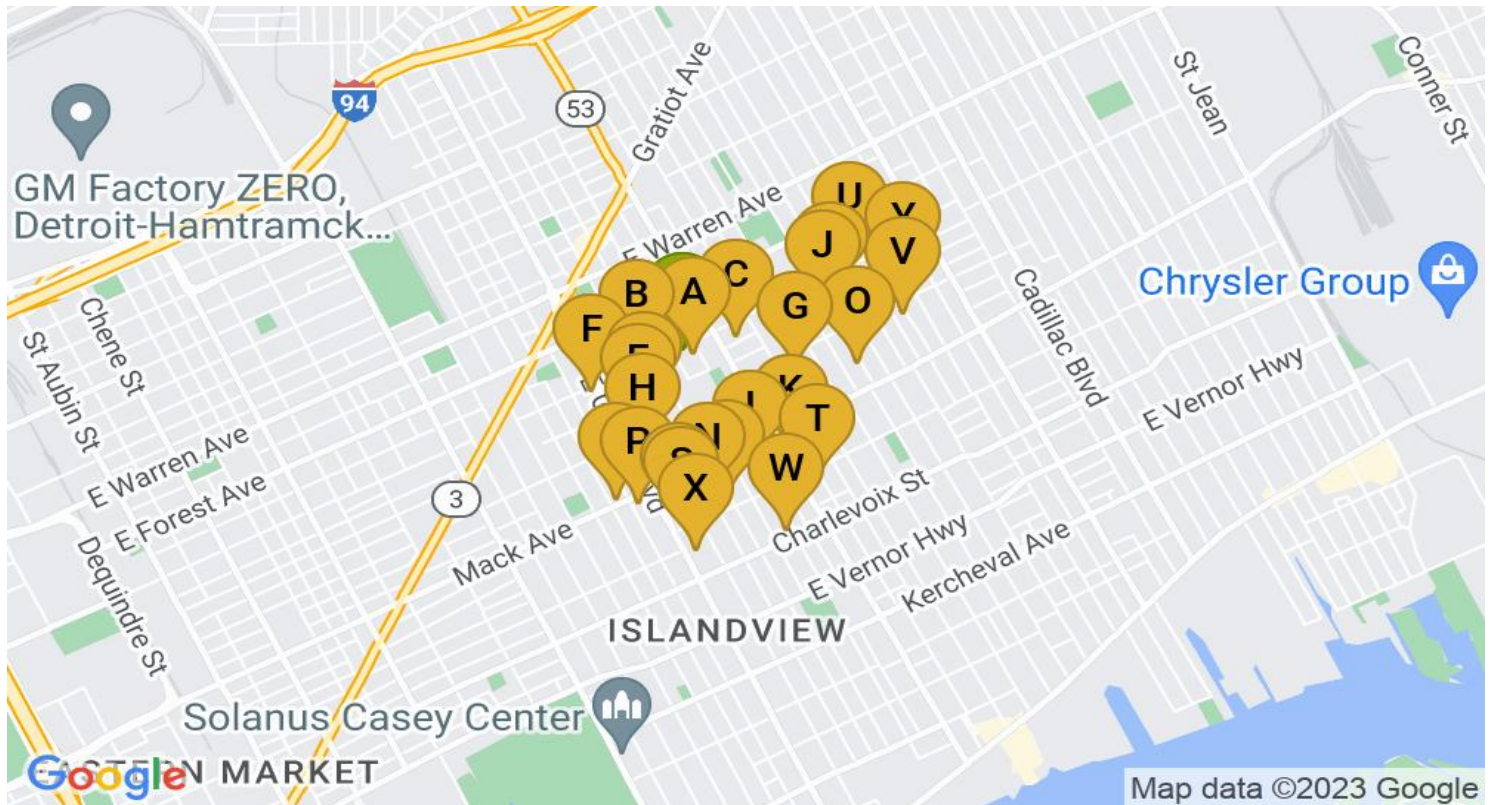 94
53
Gratiot Ave
St Jean
Conner St
GM Factory ZERO,
Detroit-Hamtramck...
E Warren Ave
U
J
V
C
B
A
G
O
F
Chrysler Group
Chene St
St Aubin St
Cadillac Blvd
E Vernor Hwy
H
K
T
N
W
X
E Warren Ave
E Forest Ave
3
Mack Ave
Charlevoix St
E Vernor Hwy
Kercheval Ave
Dequindre St
ISLANDVIEW
Solanus Casey Center
Google
MARKET
Map data ©2023 Google